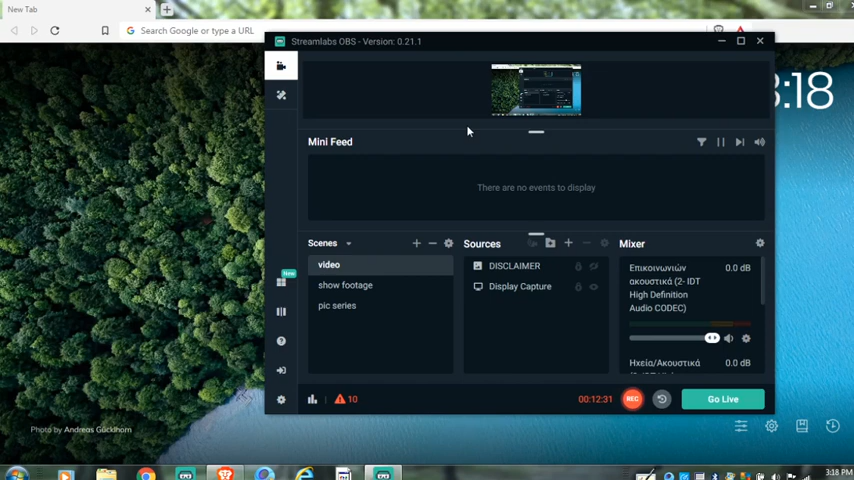 New Tab
Search Google or type a URL
Streamlabs OBS - Version: 0.21.1
:18
Mini Feed
There are no events to display
New
Scenes
video
show footage
pic series
Sources
DISCLAIMER
Display Capture
Mixer
Επικοινωνιών 0.0 dB
ακουστικά (2- IDT
High Definition
Audio CODEC)
Ηχεία/Ακουστικά 0.0 dB
10
00:12:31
REC
Go Live
Photo by Andreas Gücklhorn
3:18 PM